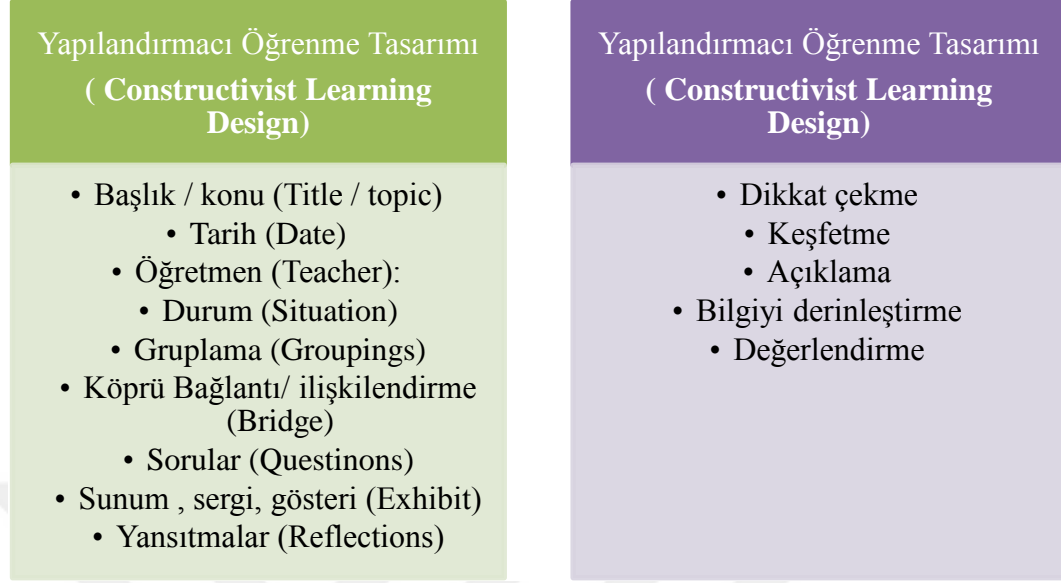 Yapılandırmacı Öğrenme Tasarımı
( Constructivist Learning
Design)
• Başlık / konu (Title / topic)
• Tarih (Date)
• Öğretmen (Teacher):
• Durum (Situation)
• Gruplama (Groupings)
• Köprü Bağlantı/ ilişkilendirme
(Bridge)
• Sorular (Questinons)
• Sunum , sergi, gösteri (Exhibit)
• Yansıtmalar (Reflections)
Yapılandırmacı Öğrenme Tasarımı
( Constructivist Learning
Design)
• Dikkat çekme
• Keşfetme
• Açıklama
• Bilgiyi derinleştirme
• Değerlendirme